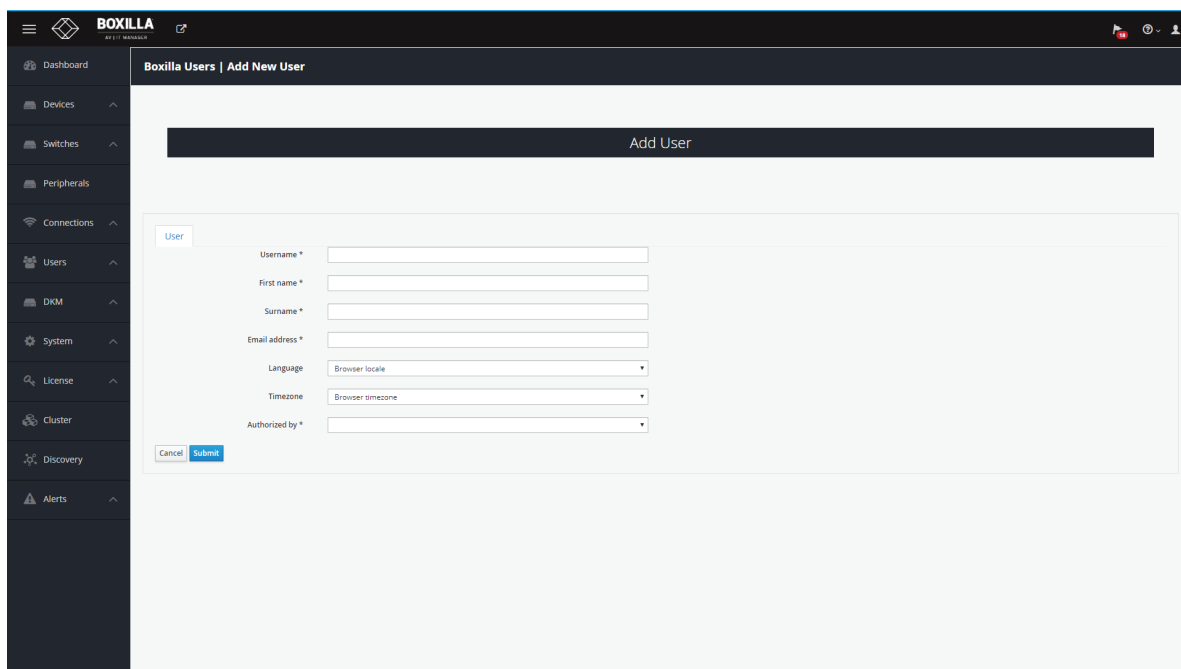 BOXILLA
AV | IT MANAGER
18
Dashboard
Boxilla Users | Add New User
Devices
Switches
Add User
Peripherals
Connections
User
Users
Username *
First name *
DKM
Surname *
System
Email address *
Language
Browser locale
License
Timezone
Browser timezone
Cluster
Authorized by *
Cancel
Submit
Discovery
Alerts